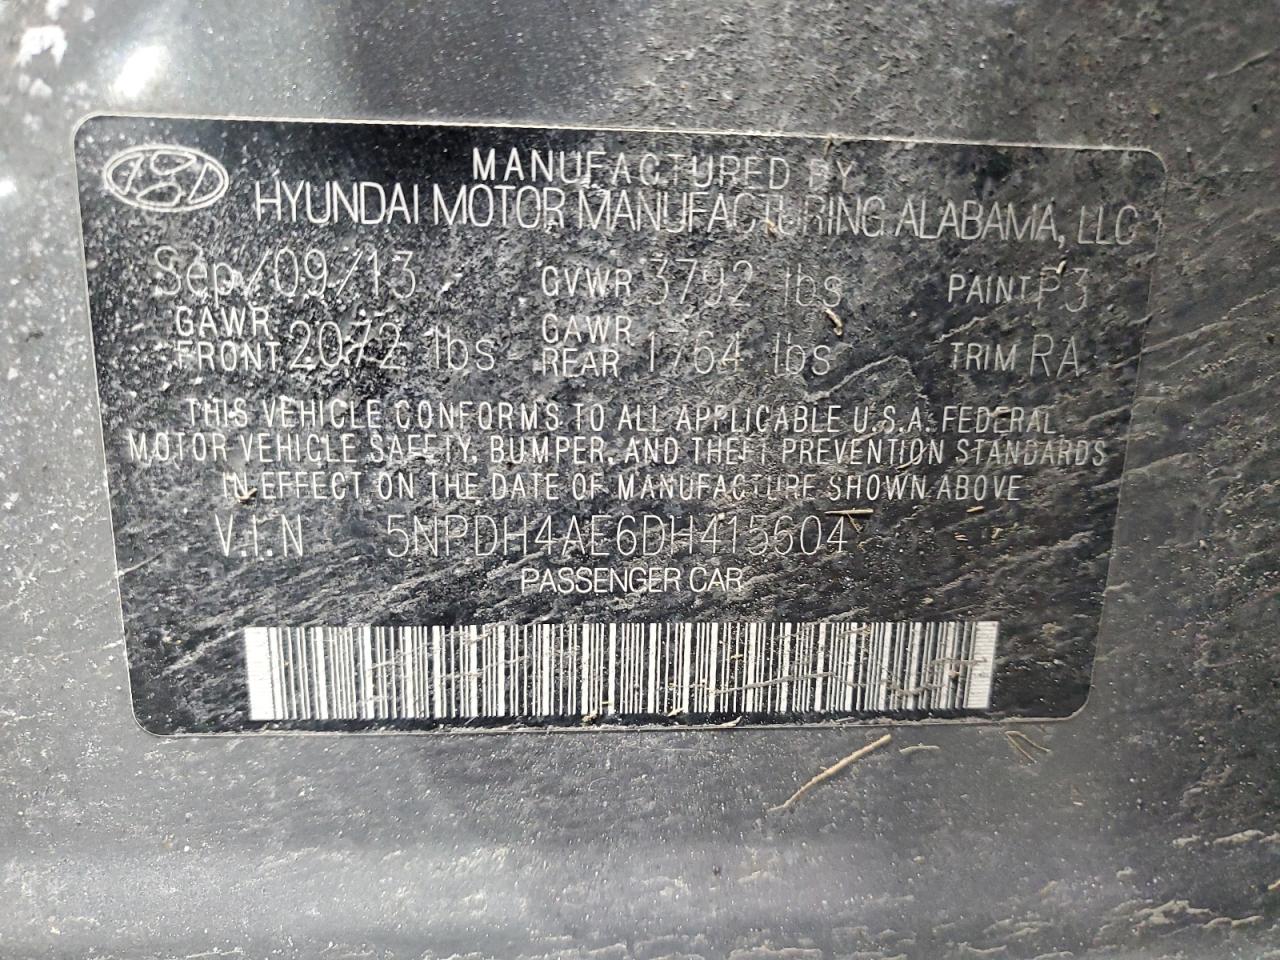 MANUFACTURED BY
HYUNDAI MOTOR MANUFACTURING ALABAMA, LLC
Sep/09/13 GVWR 3792 lbs PAINT P3
GAWR FRONT 2072 lbs GAWR REAR 1764 lbs TRIM RA
THIS VEHICLE CONFORMS TO ALL APPLICABLE U.S.A. FEDERAL
MOTOR VEHICLE SAFETY, BUMPER, AND THEFT PREVENTION STANDARDS
IN EFFECT ON THE DATE OF MANUFACTURE SHOWN ABOVE
V.I.N 5NPDH4AE6DH415604
PASSENGER CAR